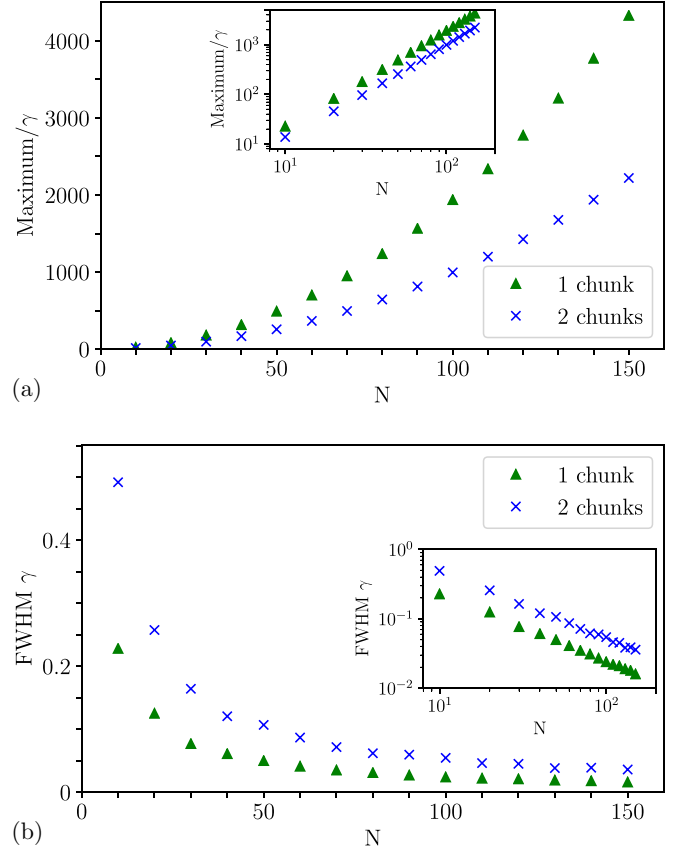 4000
3000
2000
1000
0
Maximum/γ
0
50
100
150
N
10³
10²
10¹
Maximum/γ
10¹
10²
N
1 chunk
2 chunks
(a)
0.4
0.2
0
FWHM γ
0
50
100
150
N
1 chunk
2 chunks
10⁰
10⁻¹
10⁻²
FWHM γ
10¹
10²
N
(b)